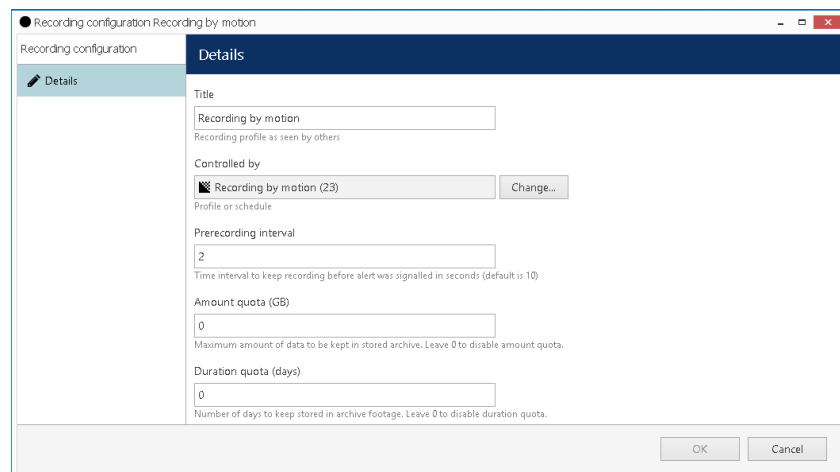 Recording configuration Recording by motion
Recording configuration
Details
Details
Title
Recording by motion
Recording profile as seen by others
Controlled by
Recording by motion (23)
Change...
Profile or schedule
Prerecording interval
2
Time interval to keep recording before alert was signalled in seconds (default is 10)
Amount quota (GB)
0
Maximum amount of data to be kept in stored archive. Leave 0 to disable amount quota.
Duration quota (days)
0
Number of days to keep stored in archive footage. Leave 0 to disable duration quota.
OK
Cancel